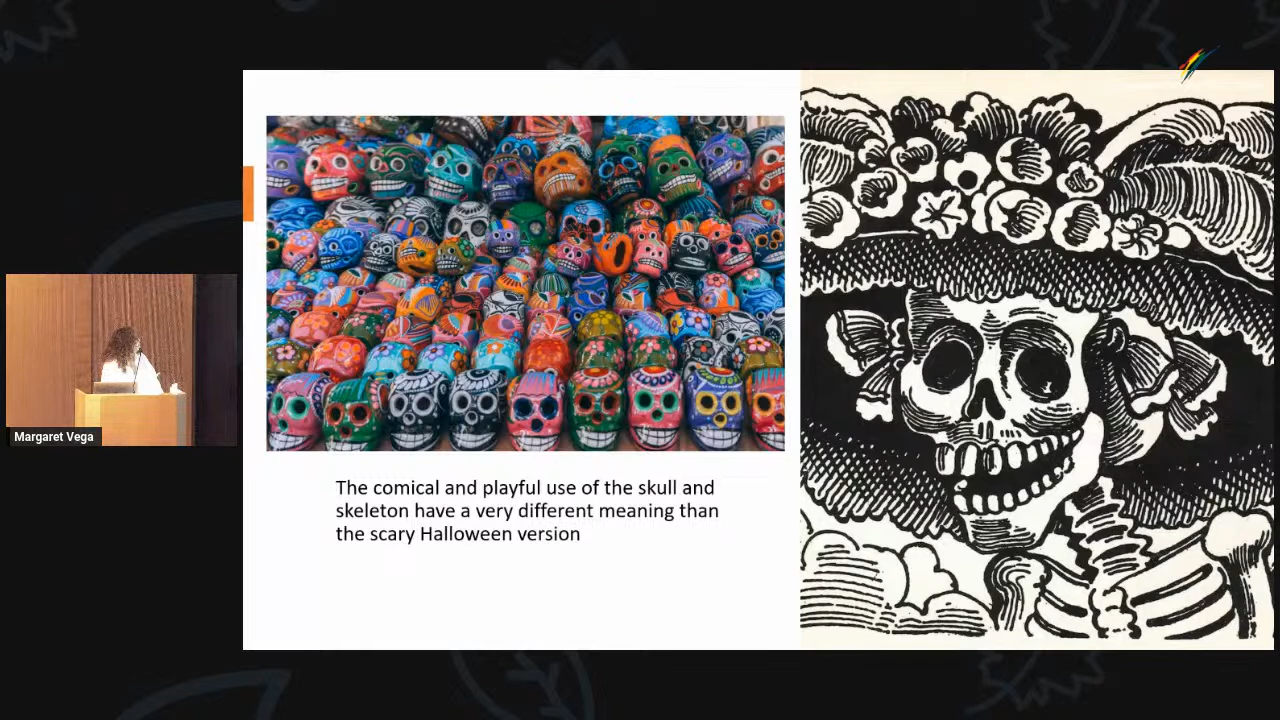 Margaret Vega
The comical and playful use of the skull and
skeleton have a very different meaning than
the scary Halloween version